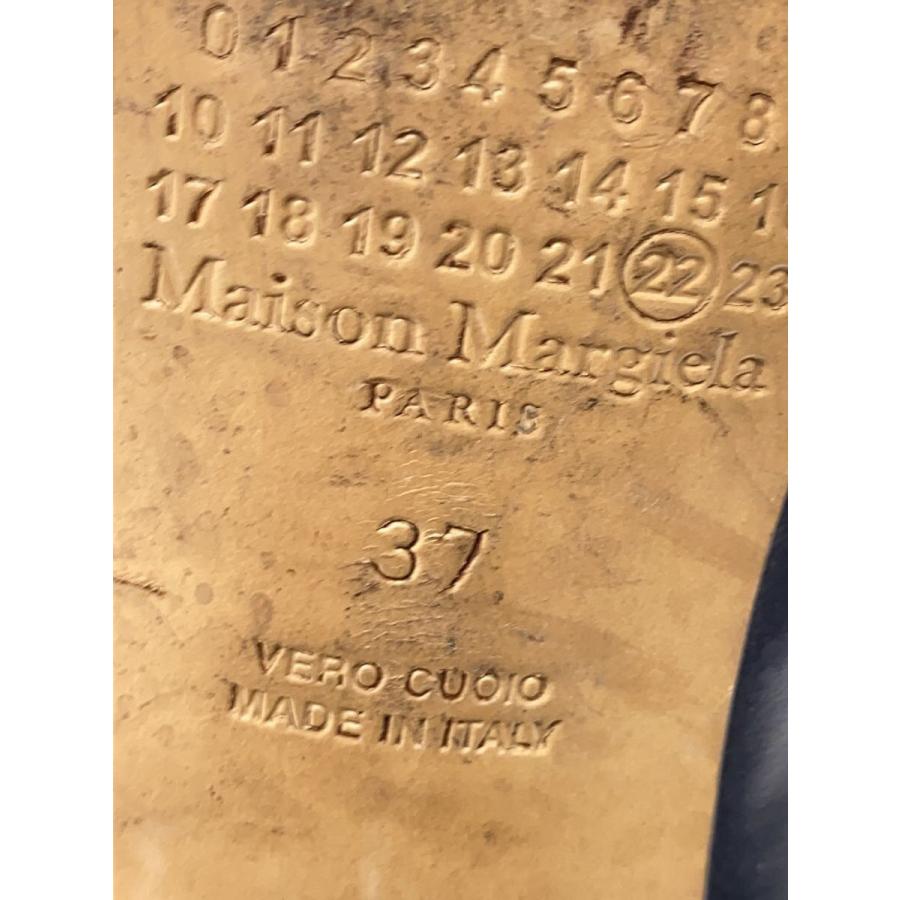 0 1 2 3 4 5 6 7 8
10 11 12 13 14 15
17 18 19 20 21 22 23
Maison Margiela
PARIS
37
VERO CUOIO
MADE IN ITALY